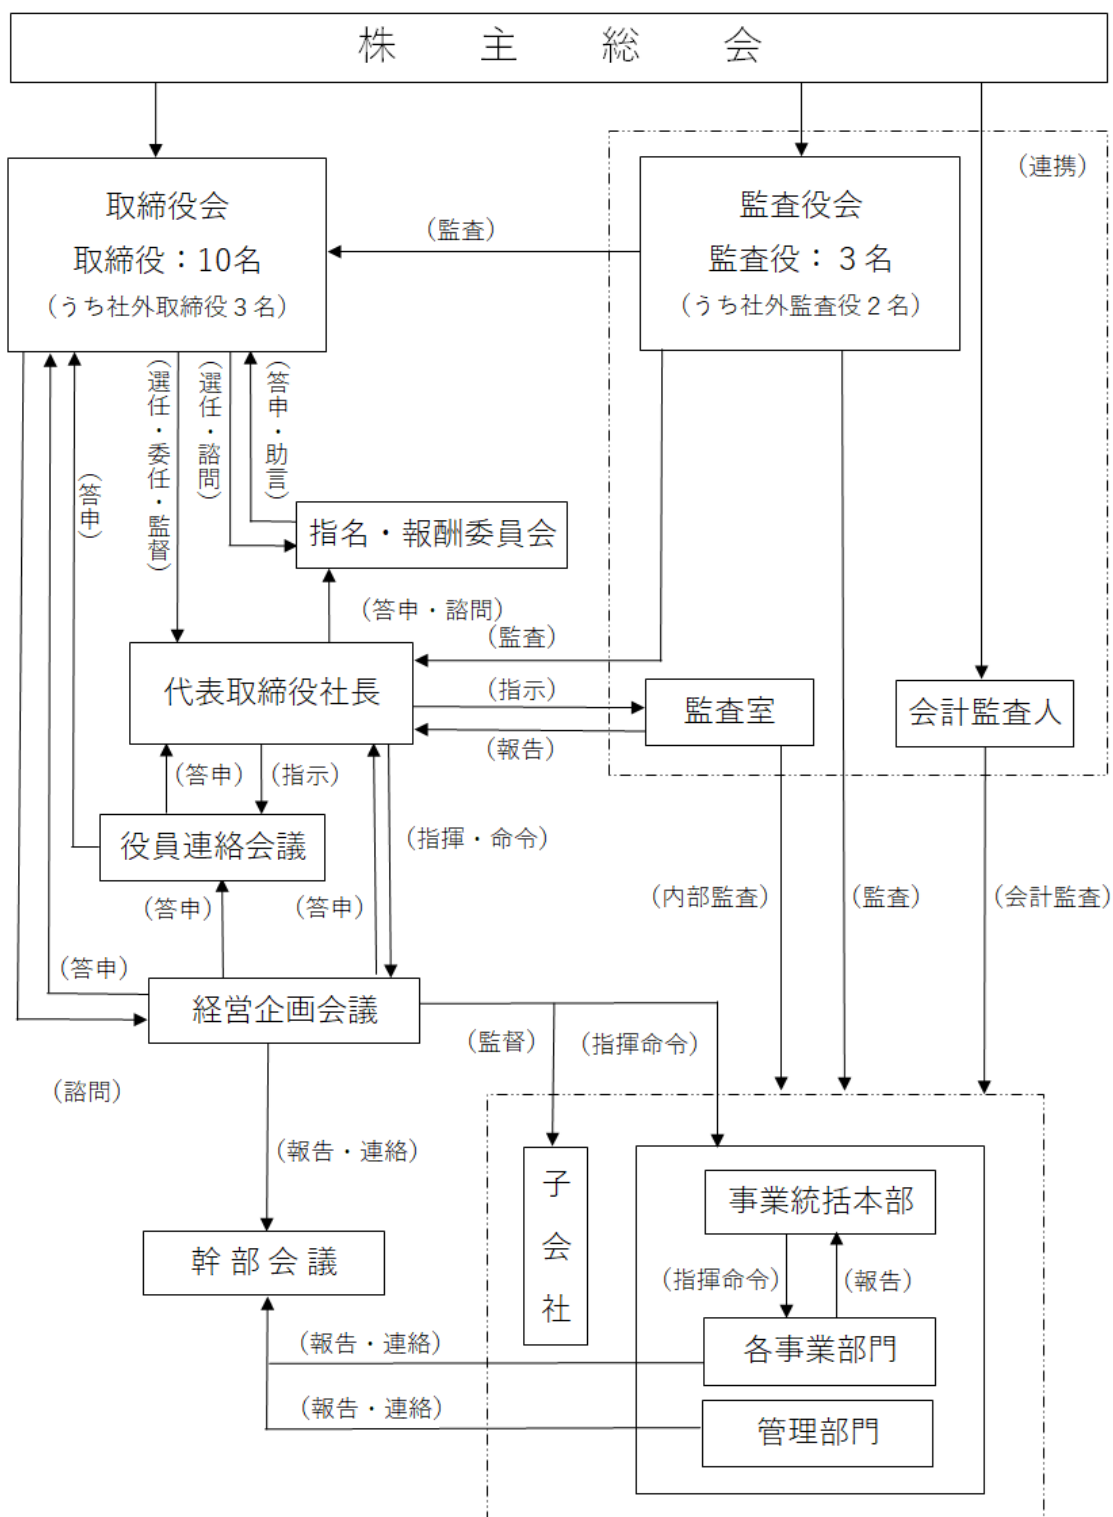 株主総会
（連携）
取締役会
取締役：10名
（うち社外取締役３名）
（監査）
監査役会
監査役：３名
（うち社外監査役２名）
（選任・委任・監督）
（選任・諮問）
（答申・助言）
（答申）
指名・報酬委員会
（答申・諮問）
（監査）
代表取締役社長
（指示）
（報告）
監査室
会計監査人
（答申）
（指示）
役員連絡会議
（指揮・命令）
（答申）
（答申）
（内部監査）
（監査）
（会計監査）
（答申）
経営企画会議
（監督）
（指揮命令）
（諮問）
（報告・連絡）
子会社
事業統括本部
幹部会議
（指揮命令）
（報告）
（報告・連絡）
各事業部門
（報告・連絡）
管理部門